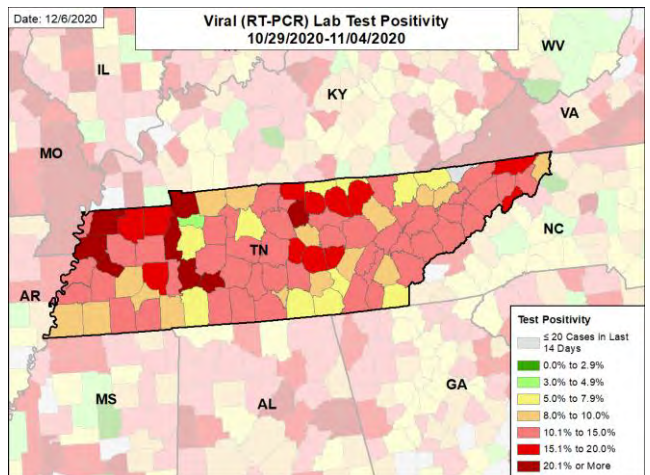 Date: 12/6/2020
Viral (RT-PCR) Lab Test Positivity
10/29/2020-11/04/2020
WV
IL
KY
VA
MO
TN
NC
AR
MS
AL
GA
Test Positivity
≤ 20 Cases in Last
14 Days
0.0% to 2.9%
3.0% to 4.9%
5.0% to 7.9%
8.0% to 10.0%
10.1% to 15.0%
15.1% to 20.0%
20.1% or More